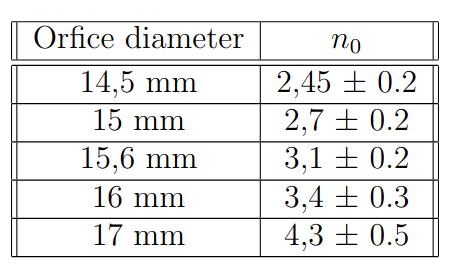 Orfice diameter n₀
14,5 mm 2,45 ± 0.2
15 mm 2,7 ± 0.2
15,6 mm 3,1 ± 0.2
16 mm 3,4 ± 0.3
17 mm 4,3 ± 0.5